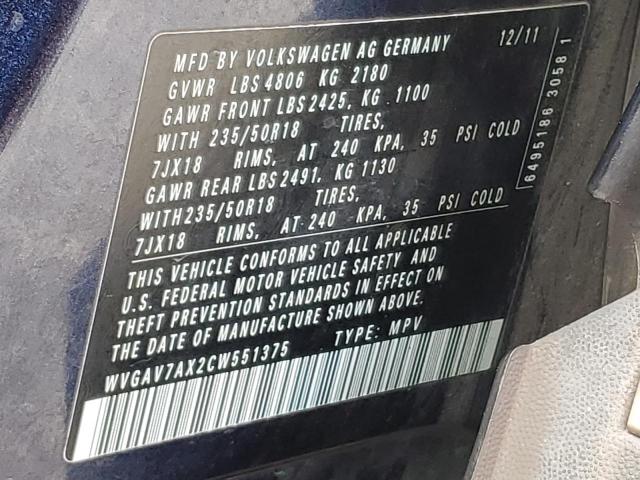 MFD BY VOLKSWAGEN AG GERMANY 12/11
GVWR LBS 4806 KG 2180
GAWR FRONT LBS 2425, KG 1100
WITH 235/50R18 TIRES,
7JX18 RIMS, AT 240 KPA, 35 PSI COLD
GAWR REAR LBS 2491, KG 1130
WITH 235/50R18 TIRES,
7JX18 RIMS, AT 240 KPA, 35 PSI COLD
THIS VEHICLE CONFORMS TO ALL APPLICABLE
U.S. FEDERAL MOTOR VEHICLE SAFETY AND
THEFT PREVENTION STANDARDS IN EFFECT ON
DATE OF MANUFACTURE SHOWN ABOVE.
WVGAV7AX2CW551375 TYPE: MPV
6495186 3058 1